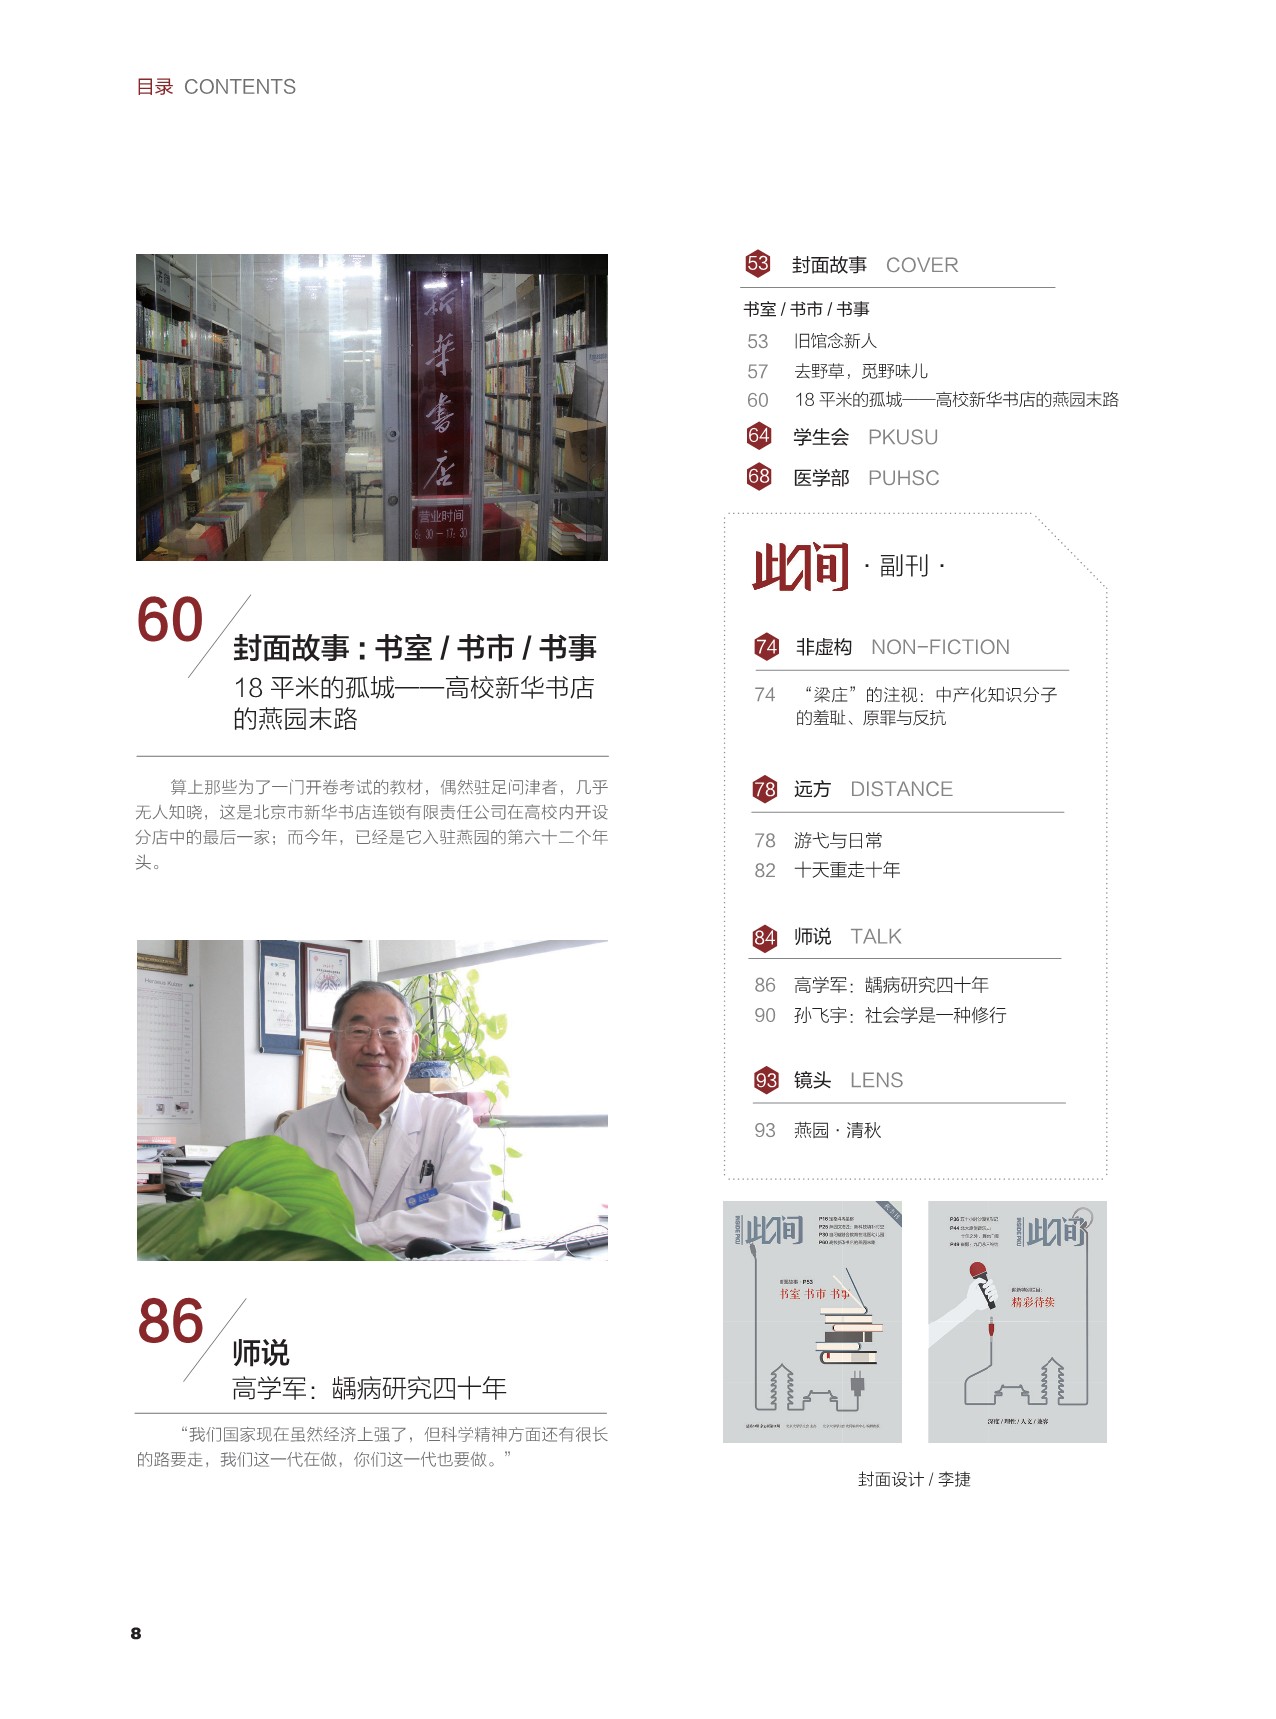 目录 CONTENTS
新华书店
营业时间
8:30—17:30
60
封面故事：书室 / 书市 / 书事
18 平米的孤城——高校新华书店
的燕园末路
算上那些为了一门开卷考试的教材，偶然驻足问津者，几乎
无人知晓，这是北京市新华书店连锁有限责任公司在高校内开设
分店中的最后一家；而今年，已经是它入驻燕园的第六十二个年
头。
86
师说
高学军：龋病研究四十年
“我们国家现在虽然经济上强了，但科学精神方面还有很长
的路要走，我们这一代在做，你们这一代也要做。”
53 封面故事 COVER
书室 / 书市 / 书事
53 旧馆念新人
57 去野草，觅野味儿
60 18 平米的孤城——高校新华书店的燕园末路
64 学生会 PKUSU
68 医学部 PUHSC
此间 · 副刊 ·
74 非虚构 NON-FICTION
74 “梁庄”的注视：中产化知识分子
的羞耻、原罪与反抗
78 远方 DISTANCE
78 游弋与日常
82 十天重走十年
84 师说 TALK
86 高学军：龋病研究四十年
90 孙飞宇：社会学是一种修行
93 镜头 LENS
93 燕园 · 清秋
INSIDE PKU
此间
封面故事 · P53
书室 书市 书事
INSIDE PKU
此间
精彩待续
深度 / 理性 / 人文 / 兼容
封面设计 / 李捷
8